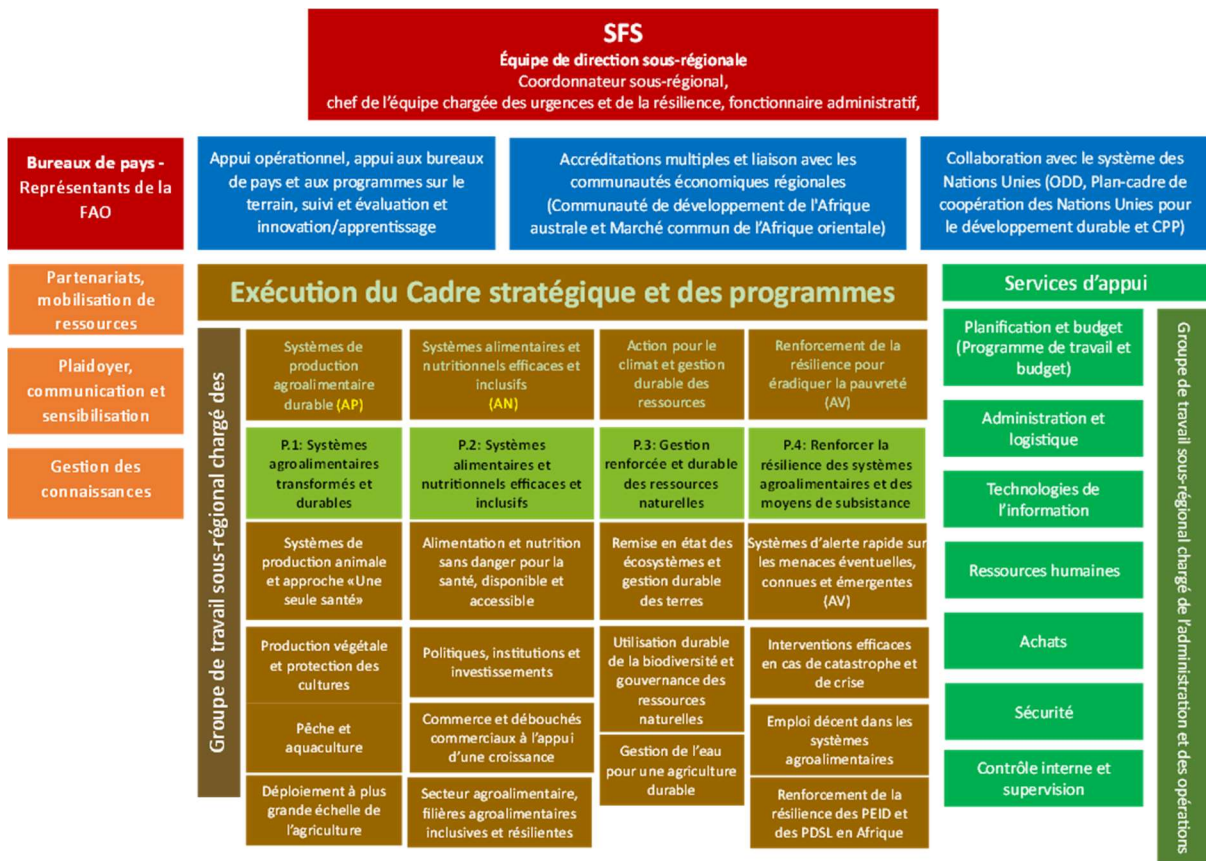 SFS
Équipe de direction sous-régionale
Coordonnateur sous-régional,
chef de l'équipe chargée des urgences et de la résilience, fonctionnaire administratif,
Bureaux de pays -
Représentants de la
FAO
Appui opérationnel, appui aux bureaux
de pays et aux programmes sur le
terrain, suivi et évaluation et
innovation/apprentissage
Accréditations multiples et liaison avec les
communautés économiques régionales
(Communauté de développement de l'Afrique
australe et Marché commun de l'Afrique orientale)
Collaboration avec le système des
Nations Unies (ODD, Plan-cadre de
coopération des Nations Unies pour
le développement durable et CPP)
Partenariats,
mobilisation de
ressources
Plaidoyer,
communication et
sensibilisation
Gestion des
connaissances
Exécution du Cadre stratégique et des programmes
Groupe de travail sous-régional chargé des
Systèmes de
production
agroalimentaire
durable (AP)
Systèmes alimentaires et
nutritionnels efficaces et
inclusifs
(AN)
Action pour le
climat et gestion
durable des
ressources
Renforcement de la
résilience pour
éradiquer la pauvreté
(AV)
P.1: Systèmes
agroalimentaires
transformés et
durables
P.2: Systèmes
alimentaires et
nutritionnels efficaces et
inclusifs
P.3: Gestion
renforcée et durable
des ressources
naturelles
P.4: Renforcer la
résilience des systèmes
agroalimentaires et des
moyens de subsistance
Systèmes de
production animale
et approche «Une
seule santé»
Alimentation et nutrition
sans danger pour la
santé, disponible et
accessible
Remise en état des
écosystèmes et
gestion durable
des terres
Systèmes d'alerte rapide sur
les menaces éventuelles,
connues et émergentes
(AV)
Production végétale
et protection des
cultures
Politiques, institutions et
investissements
Utilisation durable
de la biodiversité et
gouvernance des
ressources
naturelles
Interventions efficaces
en cas de catastrophe et
de crise
Pêche et
aquaculture
Commerce et débouchés
commerciaux à l'appui
d'une croissance
Gestion de l'eau
pour une agriculture
durable
Emploi décent dans les
systèmes
agroalimentaires
Déploiement à plus
grande échelle de
l'agriculture
Secteur agroalimentaire,
filières agroalimentaires
inclusives et résilientes
Renforcement de la
résilience des PEID et
des PDSL en Afrique
Services d'appui
Planification et budget
(Programme de travail et
budget)
Administration et
logistique
Technologies de
l'information
Ressources humaines
Achats
Sécurité
Contrôle interne et
supervision
Groupe de travail sous-régional chargé de l'administration et des opérations